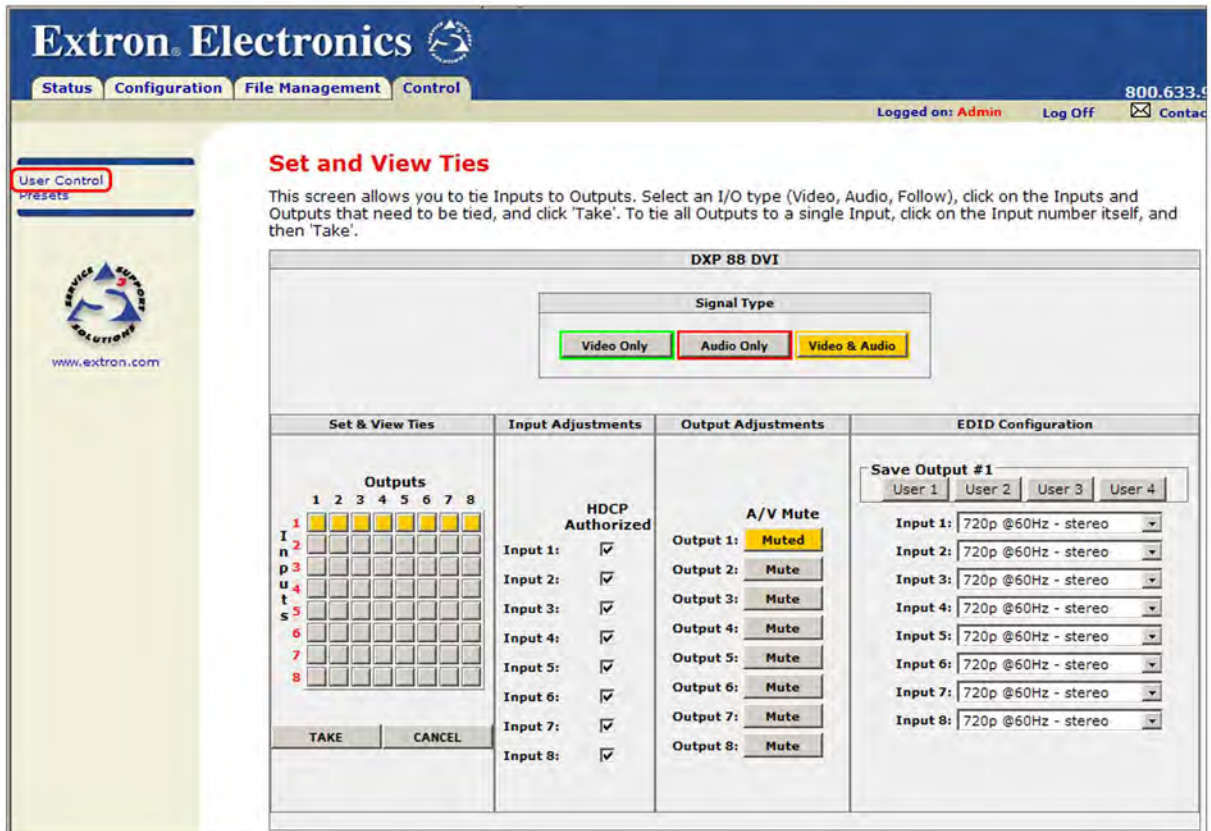 Extron® Electronics
Status Configuration File Management Control
800.633.9
Logged on: Admin Log Off Contac
User Control
Presets
SERVICE SUPPORT SOLUTIONS
3
www.extron.com
Set and View Ties
This screen allows you to tie Inputs to Outputs. Select an I/O type (Video, Audio, Follow), click on the Inputs and
Outputs that need to be tied, and click 'Take'. To tie all Outputs to a single Input, click on the Input number itself, and
then 'Take'.
DXP 88 DVI
Signal Type
Video Only Audio Only Video & Audio
Set & View Ties
Outputs
1 2 3 4 5 6 7 8
Inputs
1
2
3
4
5
6
7
8
TAKE CANCEL
Input Adjustments
HDCP
Authorized
Input 1:
Input 2:
Input 3:
Input 4:
Input 5:
Input 6:
Input 7:
Input 8:
Output Adjustments
A/V Mute
Output 1: Muted
Output 2: Mute
Output 3: Mute
Output 4: Mute
Output 5: Mute
Output 6: Mute
Output 7: Mute
Output 8: Mute
EDID Configuration
Save Output #1
User 1 User 2 User 3 User 4
Input 1: 720p @60Hz - stereo
Input 2: 720p @60Hz - stereo
Input 3: 720p @60Hz - stereo
Input 4: 720p @60Hz - stereo
Input 5: 720p @60Hz - stereo
Input 6: 720p @60Hz - stereo
Input 7: 720p @60Hz - stereo
Input 8: 720p @60Hz - stereo